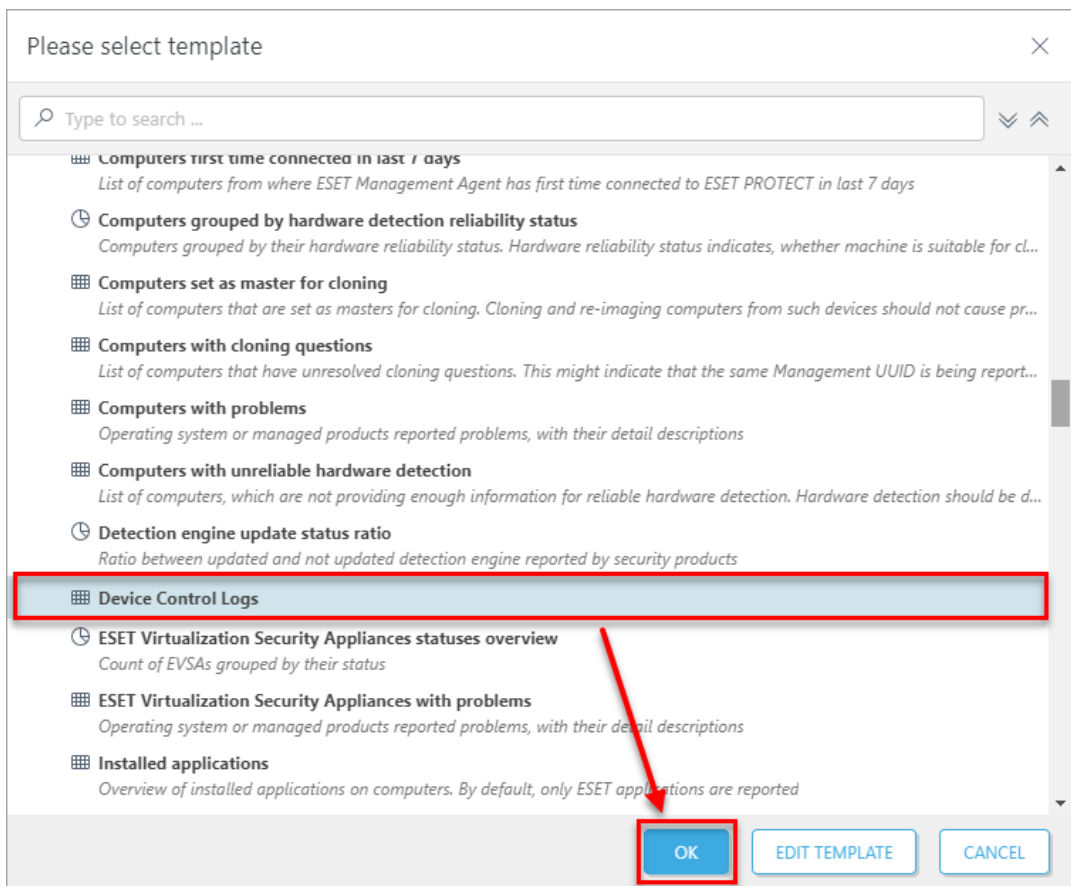 Please select template
Type to search ...
Computers first time connected in last 7 days
List of computers from where ESET Management Agent has first time connected to ESET PROTECT in last 7 days
Computers grouped by hardware detection reliability status
Computers grouped by their hardware reliability status. Hardware reliability status indicates, whether machine is suitable for cl...
Computers set as master for cloning
List of computers that are set as masters for cloning. Cloning and re-imaging computers from such devices should not cause pr...
Computers with cloning questions
List of computers that have unresolved cloning questions. This might indicate that the same Management UUID is being report...
Computers with problems
Operating system or managed products reported problems, with their detail descriptions
Computers with unreliable hardware detection
List of computers, which are not providing enough information for reliable hardware detection. Hardware detection should be d...
Detection engine update status ratio
Ratio between updated and not updated detection engine reported by security products
Device Control Logs
ESET Virtualization Security Appliances statuses overview
Count of EVSAs grouped by their status
ESET Virtualization Security Appliances with problems
Operating system or managed products reported problems, with their detail descriptions
Installed applications
Overview of installed applications on computers. By default, only ESET applications are reported
OK EDIT TEMPLATE CANCEL